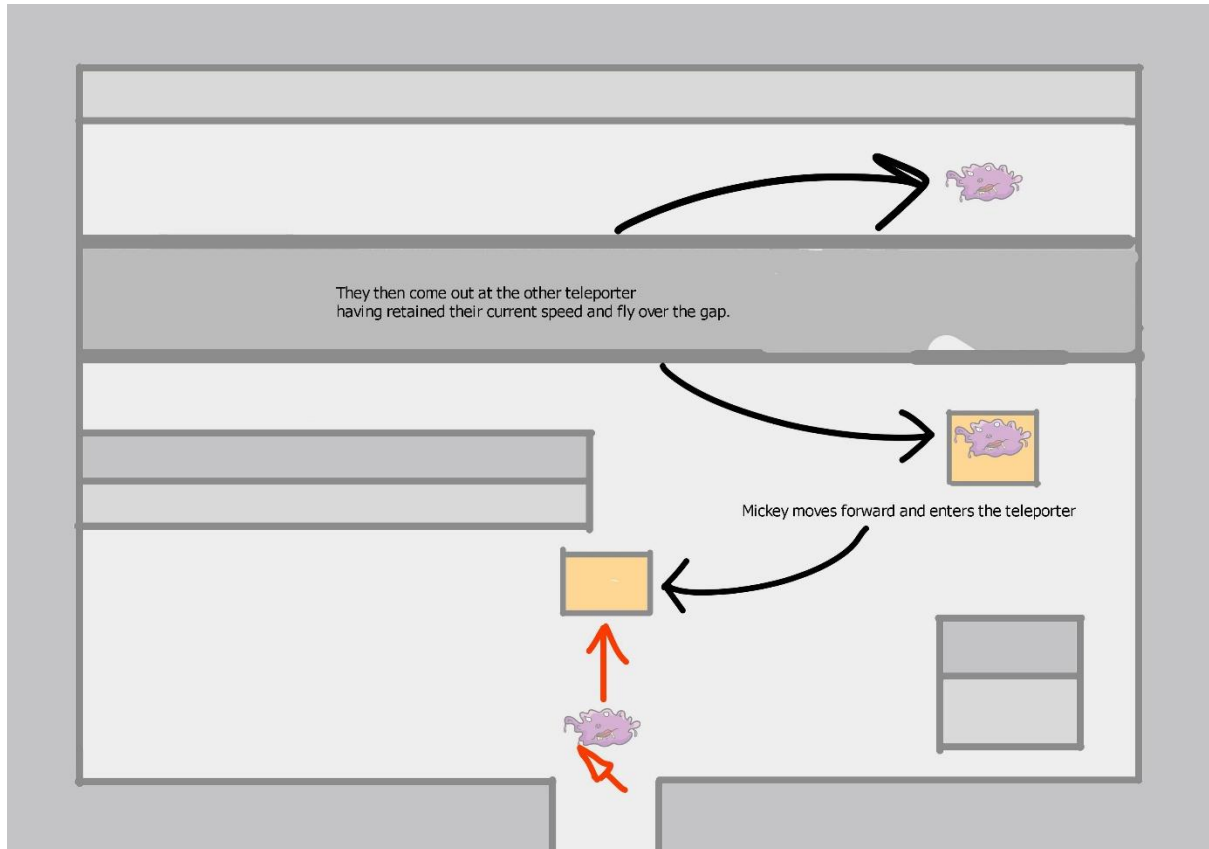 They then come out at the other teleporter
having retained their current speed and fly over the gap.
Mickey moves forward and enters the teleporter